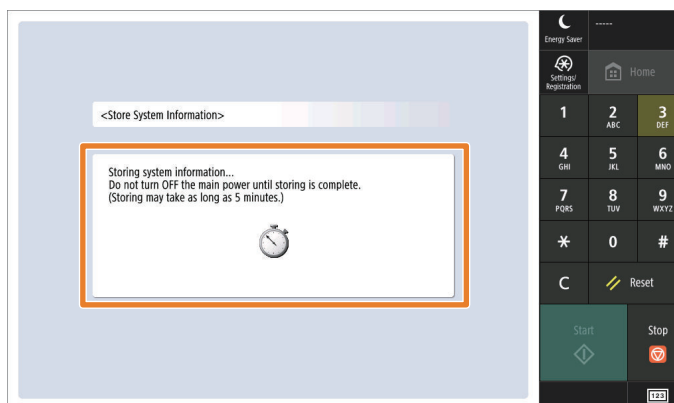 Energy Saver
-----
Settings/
Registration
Home
<Store System Information>
Storing system information...
Do not turn OFF the main power until storing is complete.
(Storing may take as long as 5 minutes.)
1
2
ABC
3
DEF
4
GHI
5
JKL
6
MNO
7
PQRS
8
TUV
9
WXYZ
*
0
#
C
Reset
Start
Stop
123